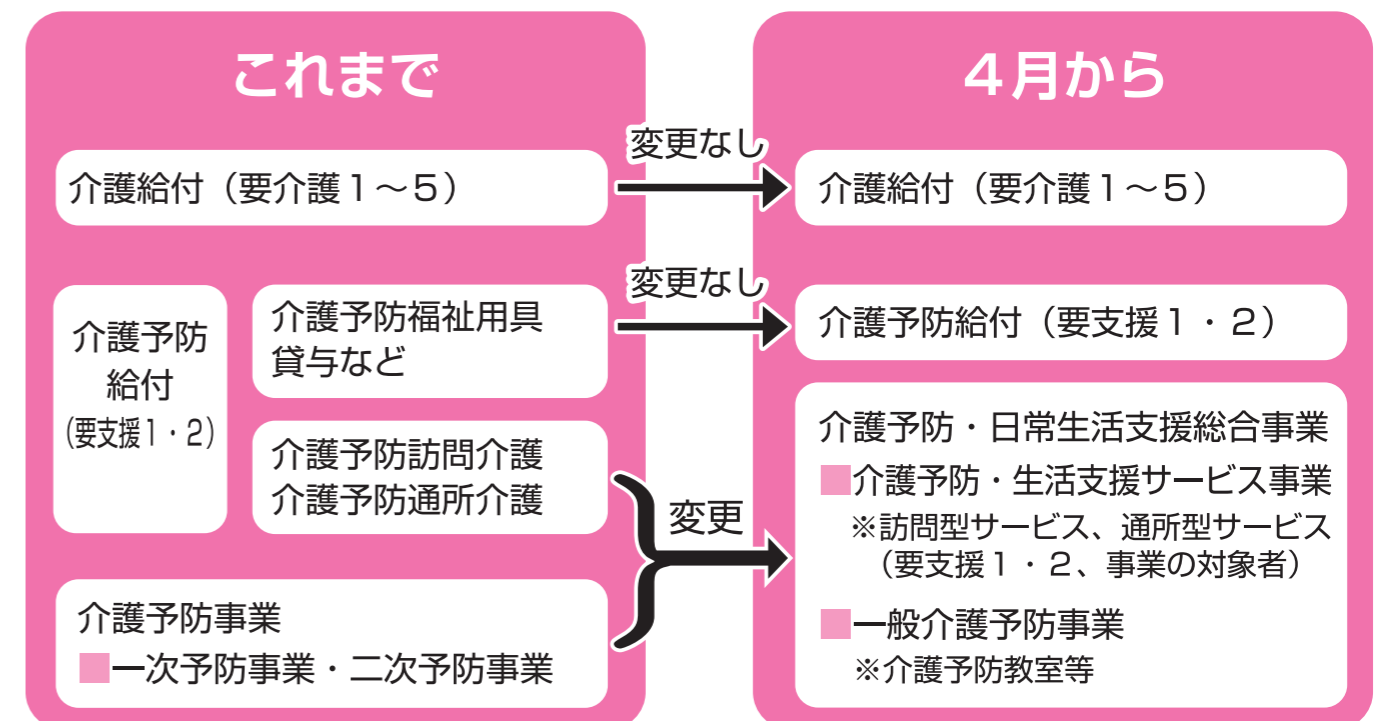 これまで
介護給付（要介護１～５）
介護予防
給付
（要支援１・２）
介護予防福祉用具
貸与など
介護予防訪問介護
介護予防通所介護
介護予防事業
■一次予防事業・二次予防事業
変更なし
変更なし
変更
４月から
介護給付（要介護１～５）
介護予防給付（要支援１・２）
介護予防・日常生活支援総合事業
■介護予防・生活支援サービス事業
※訪問型サービス、通所型サービス
（要支援１・２、事業の対象者）
■一般介護予防事業
※介護予防教室等